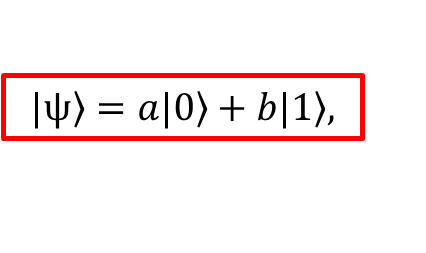 |ψ⟩ = a|0⟩ + b|1⟩,